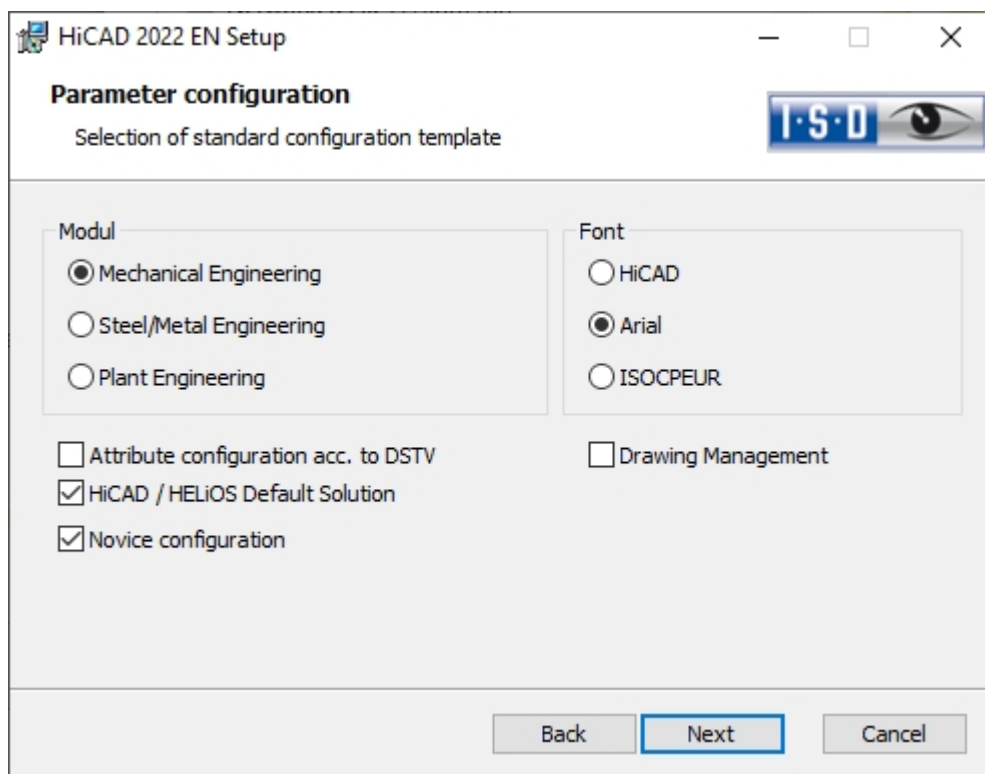 HiCAD 2022 EN Setup
Parameter configuration
Selection of standard configuration template
I·S·D
Modul
Mechanical Engineering
Steel/Metal Engineering
Plant Engineering
Font
HiCAD
Arial
ISOCPEUR
Attribute configuration acc. to DSTV
HiCAD / HELiOS Default Solution
Novice configuration
Drawing Management
Back
Next
Cancel